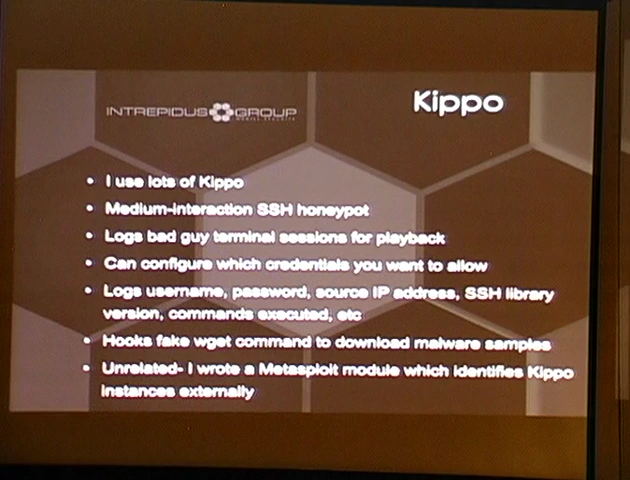 INTREPIDUS GROUP
Kippo
• I use lots of Kippo
• Medium-interaction SSH honeypot
• Logs bad guy terminal sessions for playback
• Can configure which credentials you want to allow
• Logs username, password, source IP address, SSH library
version, commands executed, etc
• Hooks fake wget command to download malware samples
• Unrelated- I wrote a Metasploit module which identifies Kippo
instances externally